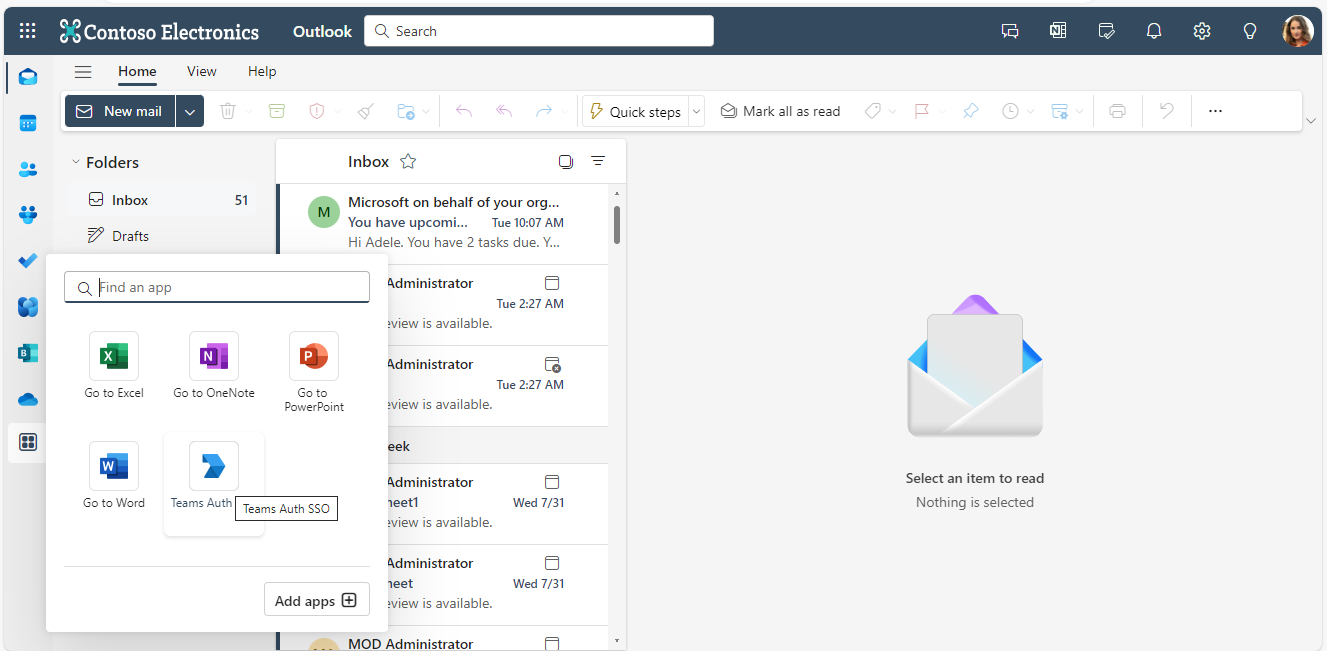 Contoso Electronics
Outlook
Search
Home
View
Help
New mail
Quick steps
Mark all as read
Folders
Inbox
51
Drafts
Find an app
Go to Excel
Go to OneNote
Go to
PowerPoint
Go to Word
Teams Auth
Teams Auth SSO
Add apps
Inbox
M
Microsoft on behalf of your org...
You have upcomi...
Tue 10:07 AM
Hi Adele. You have 2 tasks due. Y...
Administrator
Tue 2:27 AM
eview is available.
Administrator
Tue 2:27 AM
eview is available.
eek
Administrator
neet1
Wed 7/31
eview is available.
Administrator
neet
Wed 7/31
eview is available.
MOD Administrator
Select an item to read
Nothing is selected